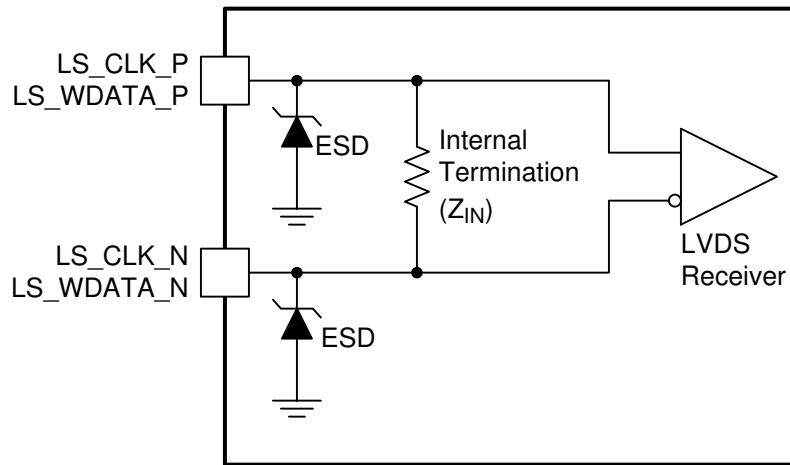 LS_CLK_P
LS_WDATA_P
ESD
Internal
Termination
(Z_IN)
LS_CLK_N
LS_WDATA_N
ESD
LVDS
Receiver